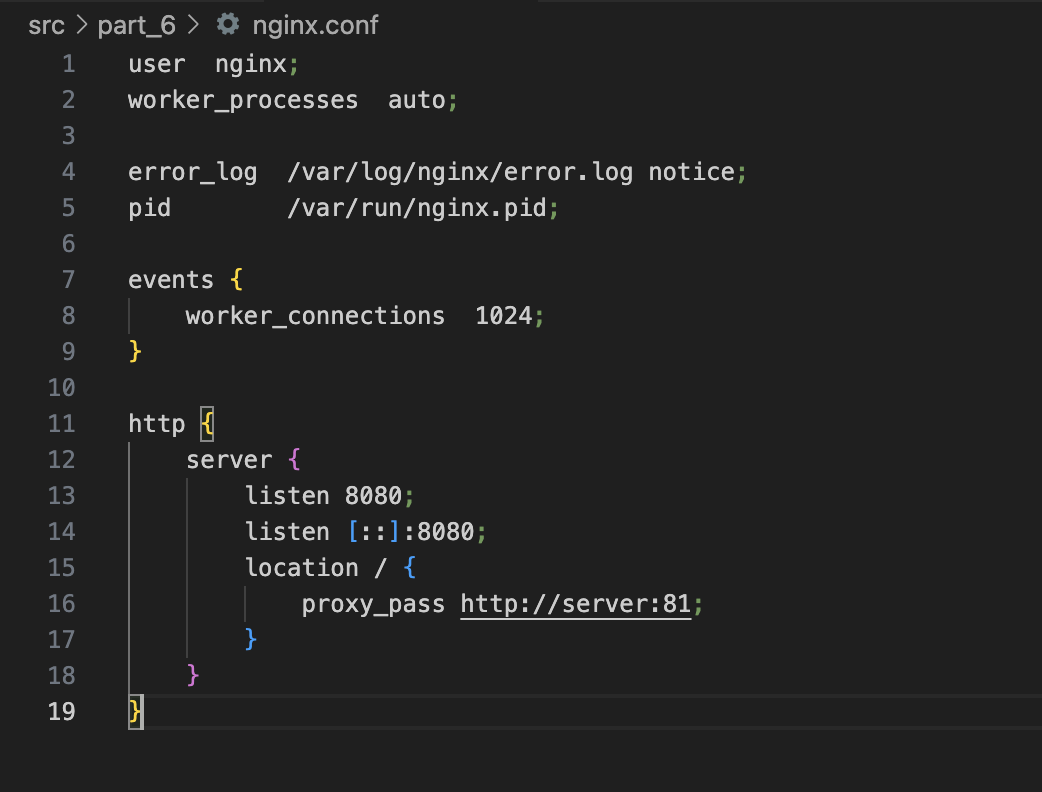 src > part_6 > nginx.conf
1 user  nginx;
2 worker_processes  auto;
3
4 error_log  /var/log/nginx/error.log notice;
5 pid        /var/run/nginx.pid;
6
7 events {
8     worker_connections  1024;
9 }
10
11 http {
12     server {
13         listen 8080;
14         listen [::]:8080;
15         location / {
16             proxy_pass http://server:81;
17         }
18     }
19 }